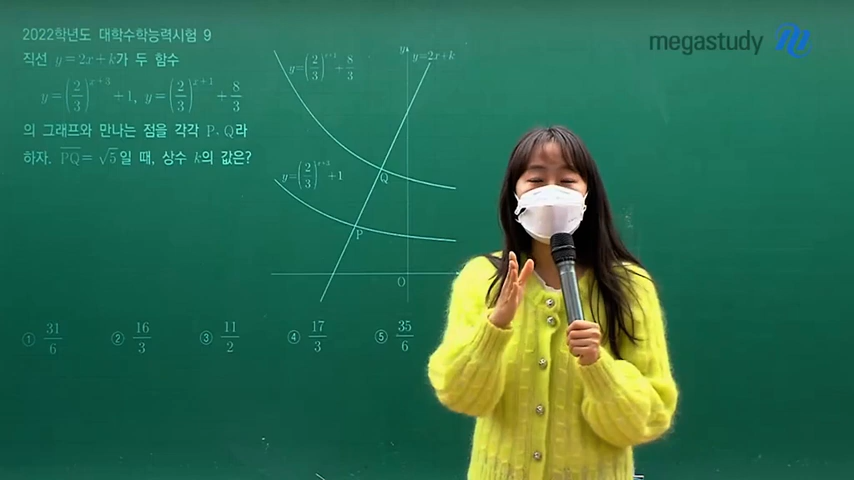 2022학년도 대학수학능력시험 9
megastudy
직선 y=2x+k가 두 함수
y=(2/3)^{x+3}+1, y=(2/3)^{x+1}+8/3
의 그래프와 만나는 점을 각각 P, Q라
하자. PQ=√5일 때, 상수 k의 값은?
y
y=2x+k
y=(2/3)^{x+1}+8/3
Q
y=(2/3)^{x+3}+1
P
O
① 31/6 ② 16/3 ③ 11/2 ④ 17/3 ⑤ 35/6